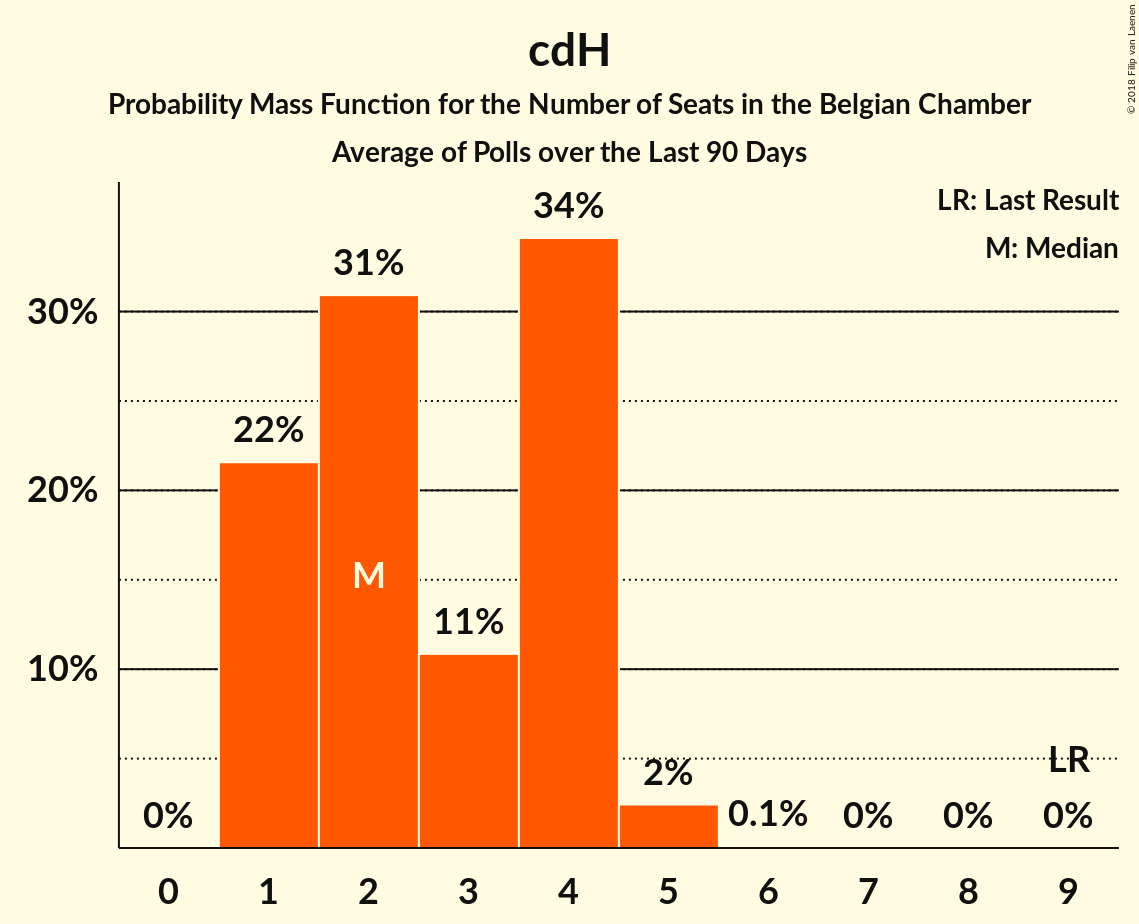 cdH
Probability Mass Function for the Number of Seats in the Belgian Chamber
Average of Polls over the Last 90 Days
© 2018 Filip van Laenen
LR: Last Result
M: Median
34%
31%
30%
22%
20%
M
11%
10%
LR
2%
0%
0.1%
0%
0%
0%
0 1 2 3 4 5 6 7 8 9